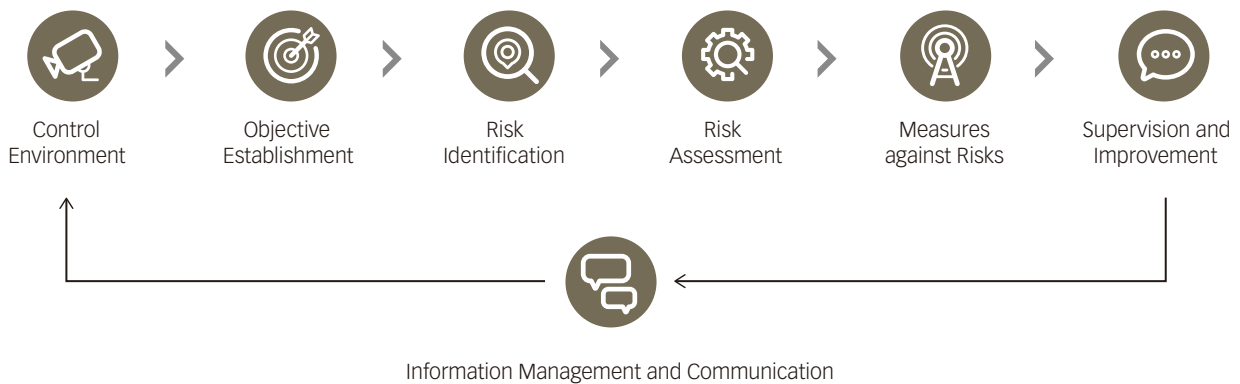 Control
Environment
Objective
Establishment
Risk
Identification
Risk
Assessment
Measures
against Risks
Supervision and
Improvement
Information Management and Communication